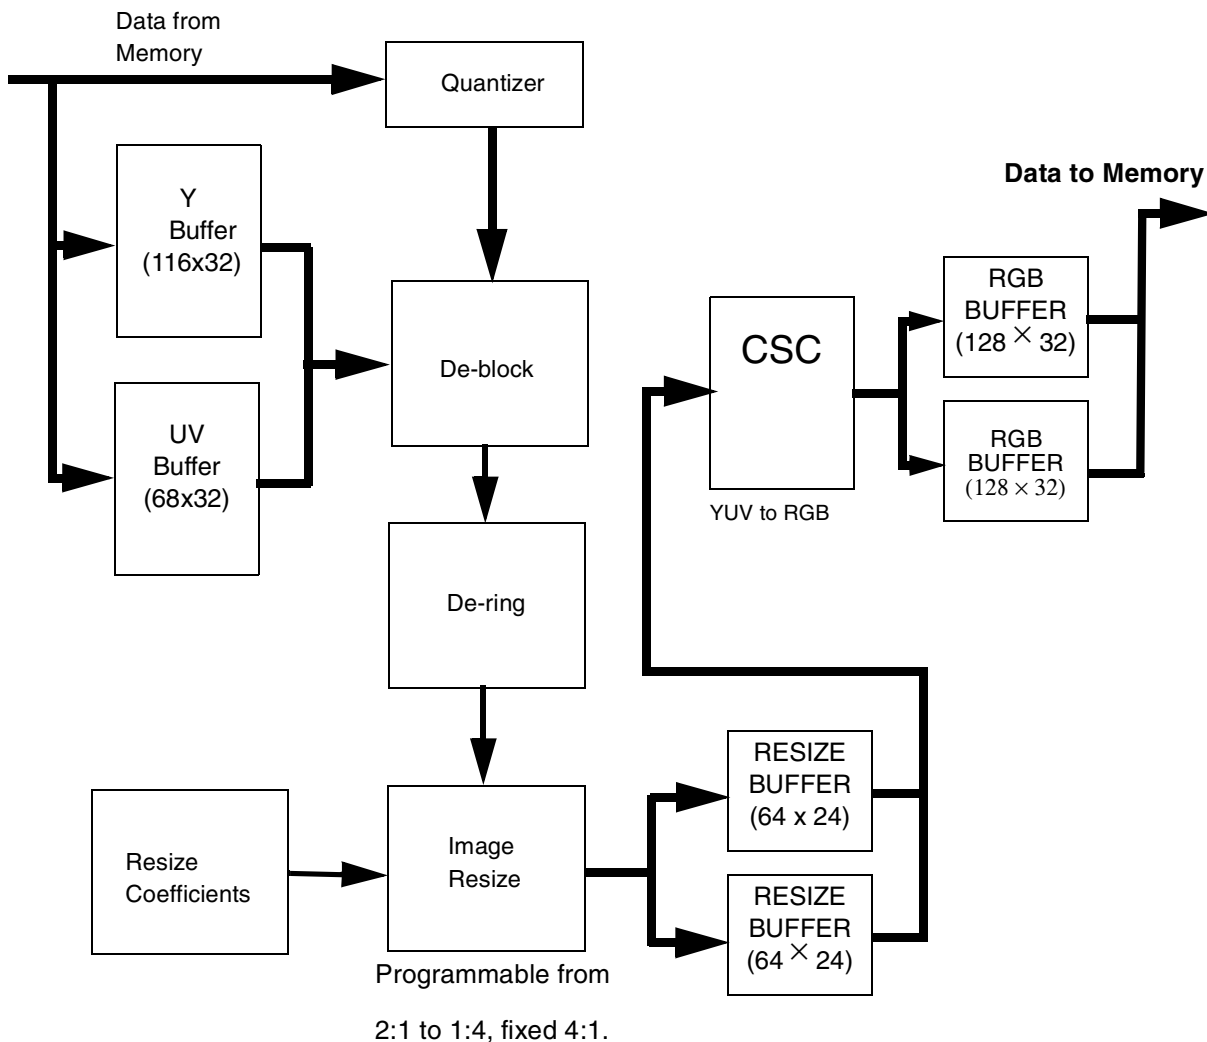 Data from
Memory
Quantizer
Y
Buffer
(116x32)
Data to Memory
RGB
BUFFER
(128 × 32)
CSC
De-block
UV
Buffer
(68x32)
RGB
BUFFER
(128 × 32)
YUV to RGB
De-ring
RESIZE
BUFFER
(64 x 24)
Image
Resize
Resize
Coefficients
RESIZE
BUFFER
(64 × 24)
Programmable from
2:1 to 1:4, fixed 4:1.